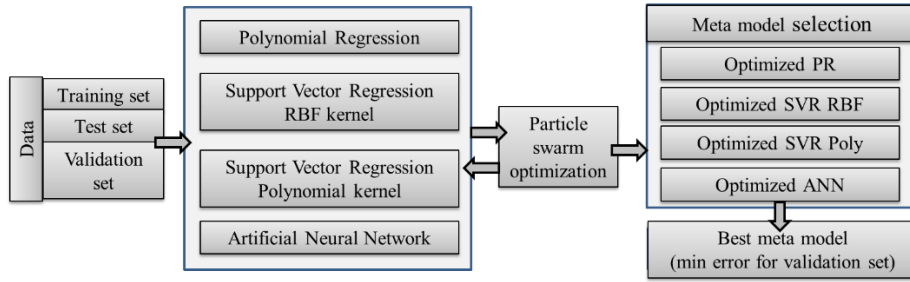 Data
Training set
Test set
Validation
set
Polynomial Regression
Support Vector Regression
RBF kernel
Support Vector Regression
Polynomial kernel
Artificial Neural Network
Particle
swarm
optimization
Meta model selection
Optimized PR
Optimized SVR RBF
Optimized SVR Poly
Optimized ANN
Best meta model
(min error for validation set)